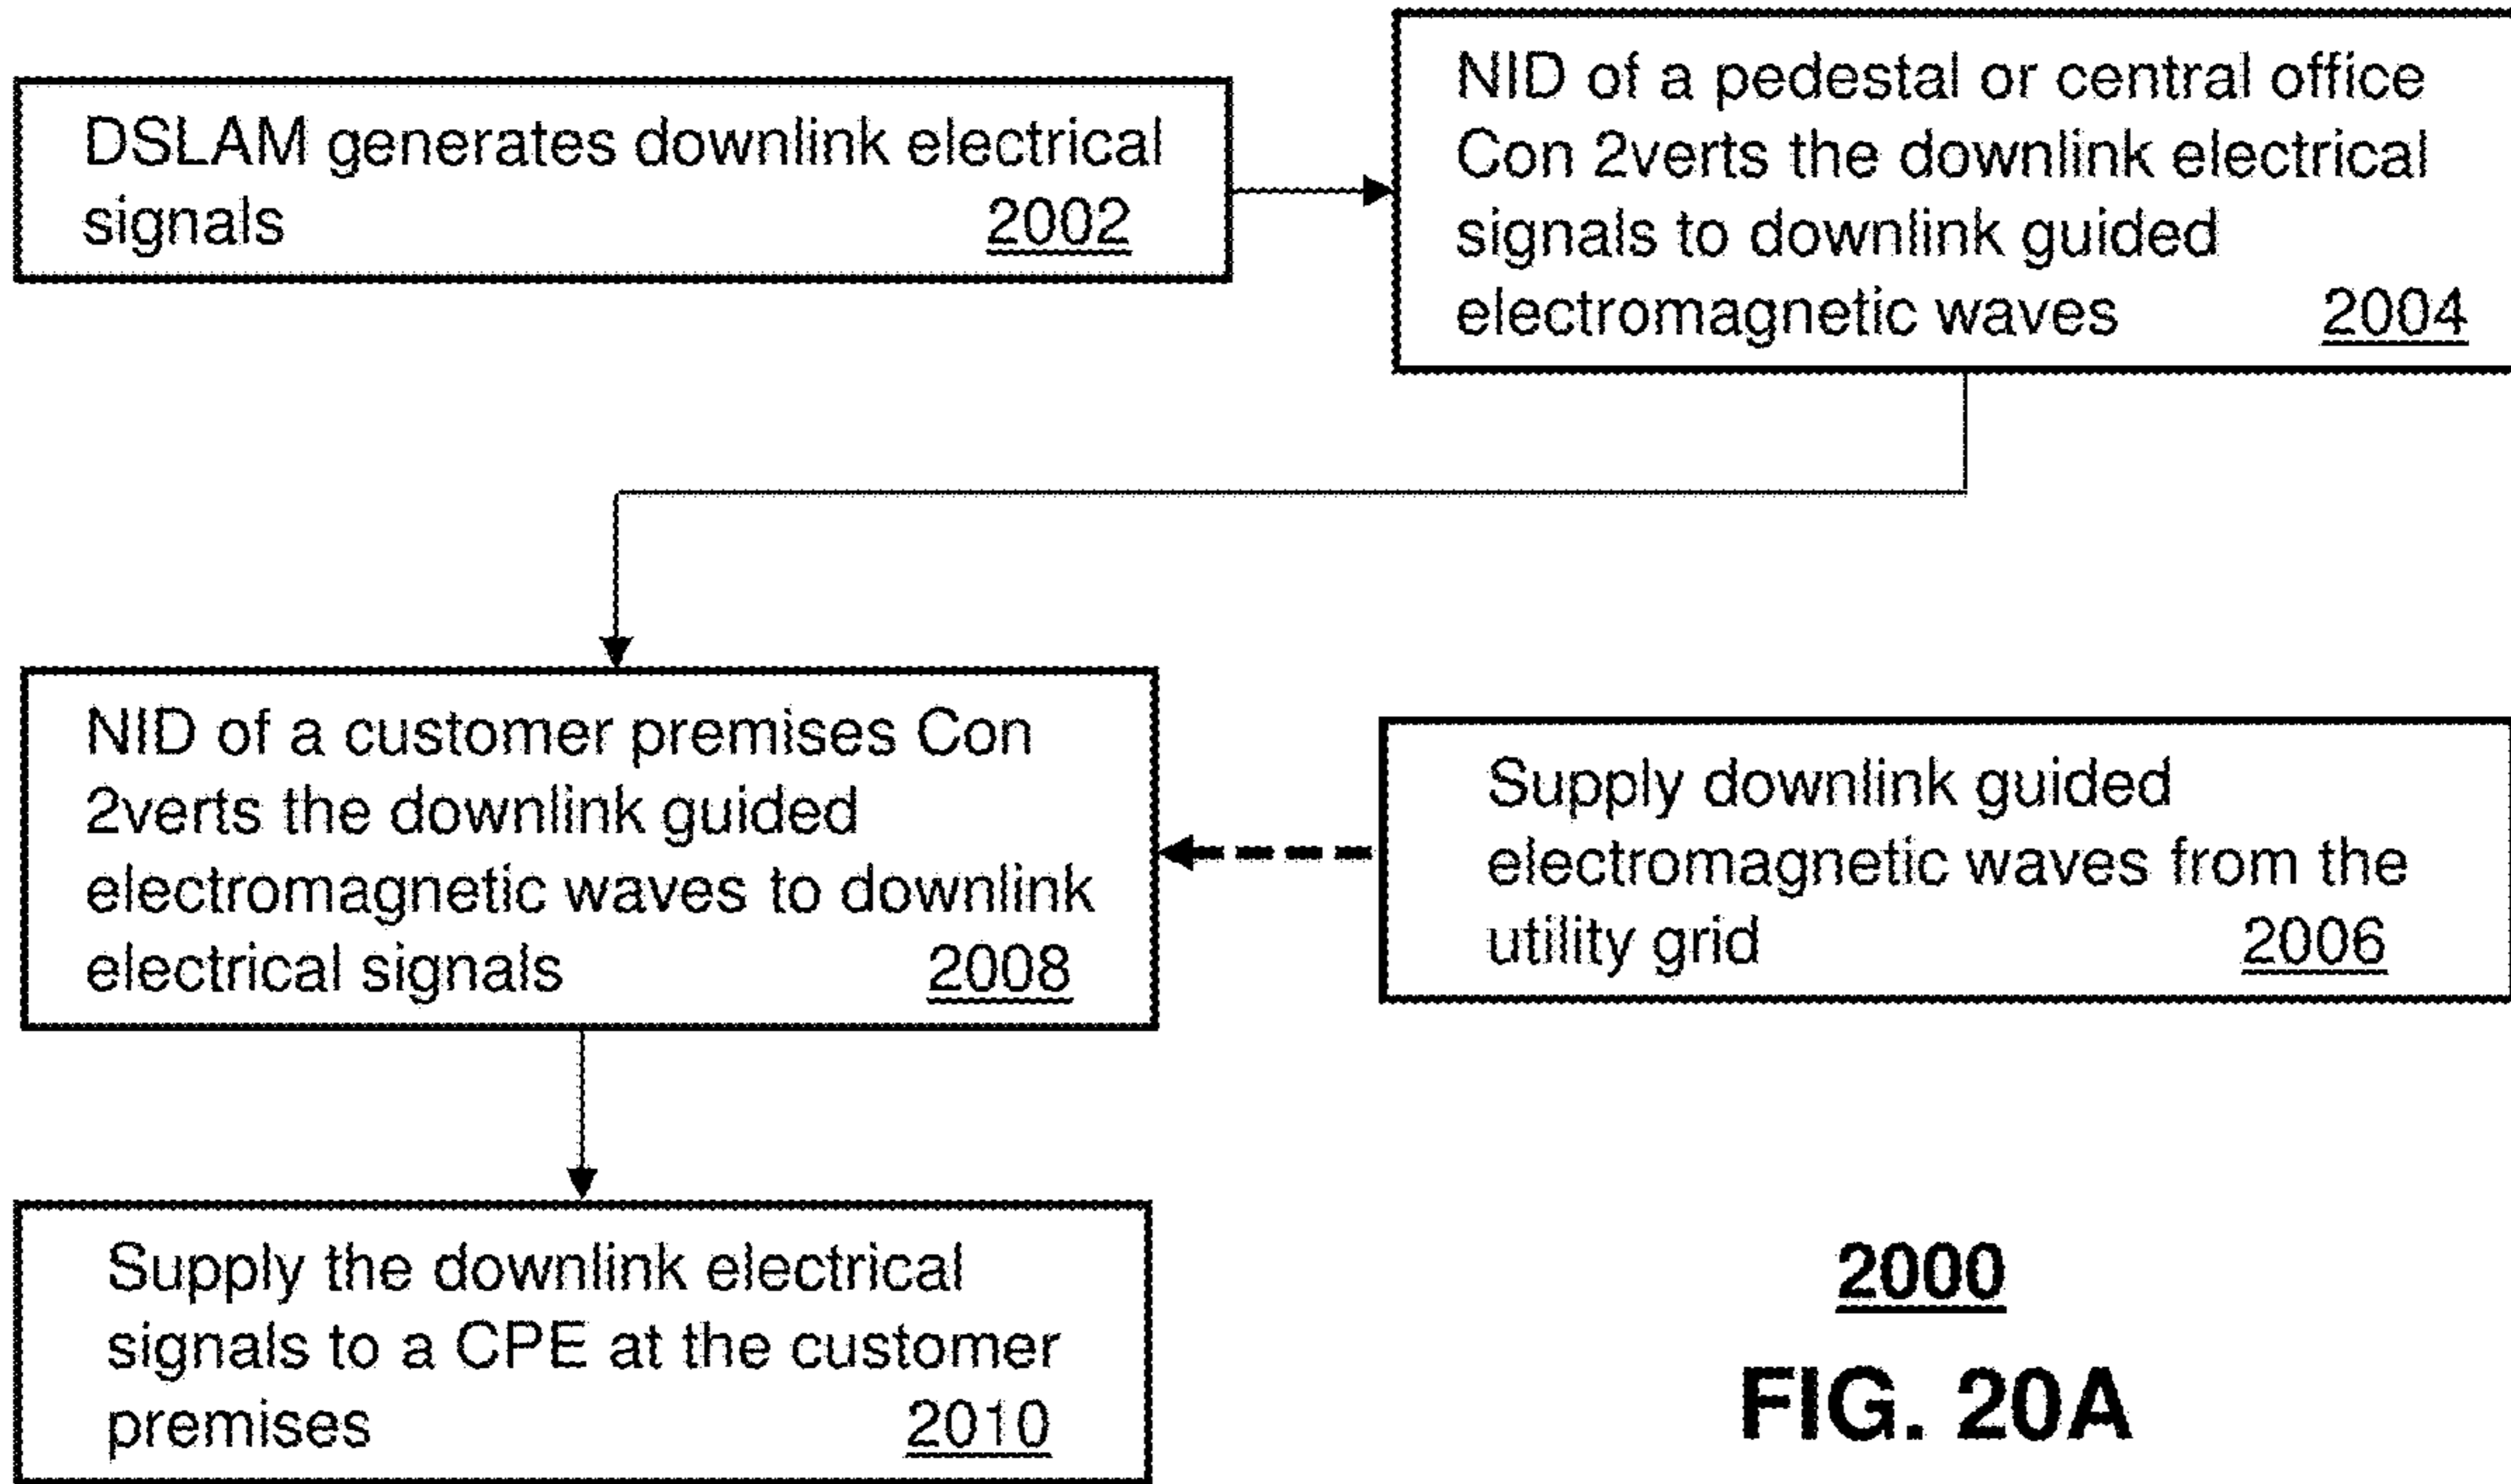 DSLAM generates downlink electrical
signals 2002
NID of a pedestal or central office
Con 2verts the downlink electrical
signals to downlink guided
electromagnetic waves 2004
NID of a customer premises Con
2verts the downlink guided
electromagnetic waves to downlink
electrical signals 2008
Supply downlink guided
electromagnetic waves from the
utility grid 2006
Supply the downlink electrical
signals to a CPE at the customer
premises 2010
2000
FIG. 20A